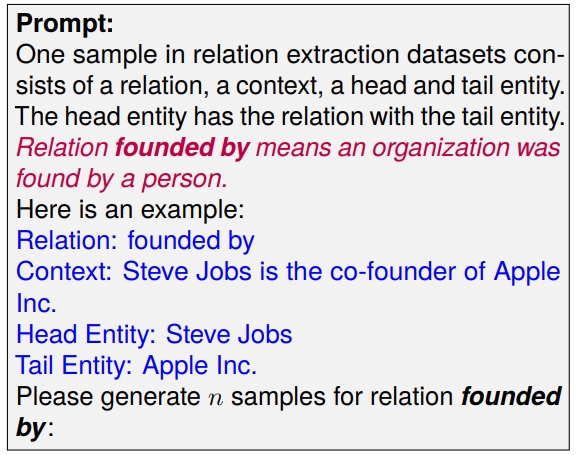 Prompt:
One sample in relation extraction datasets con-
sists of a relation, a context, a head and tail entity.
The head entity has the relation with the tail entity.
Relation founded by means an organization was
found by a person.
Here is an example:
Relation: founded by
Context: Steve Jobs is the co-founder of Apple
Inc.
Head Entity: Steve Jobs
Tail Entity: Apple Inc.
Please generate n samples for relation founded
by: